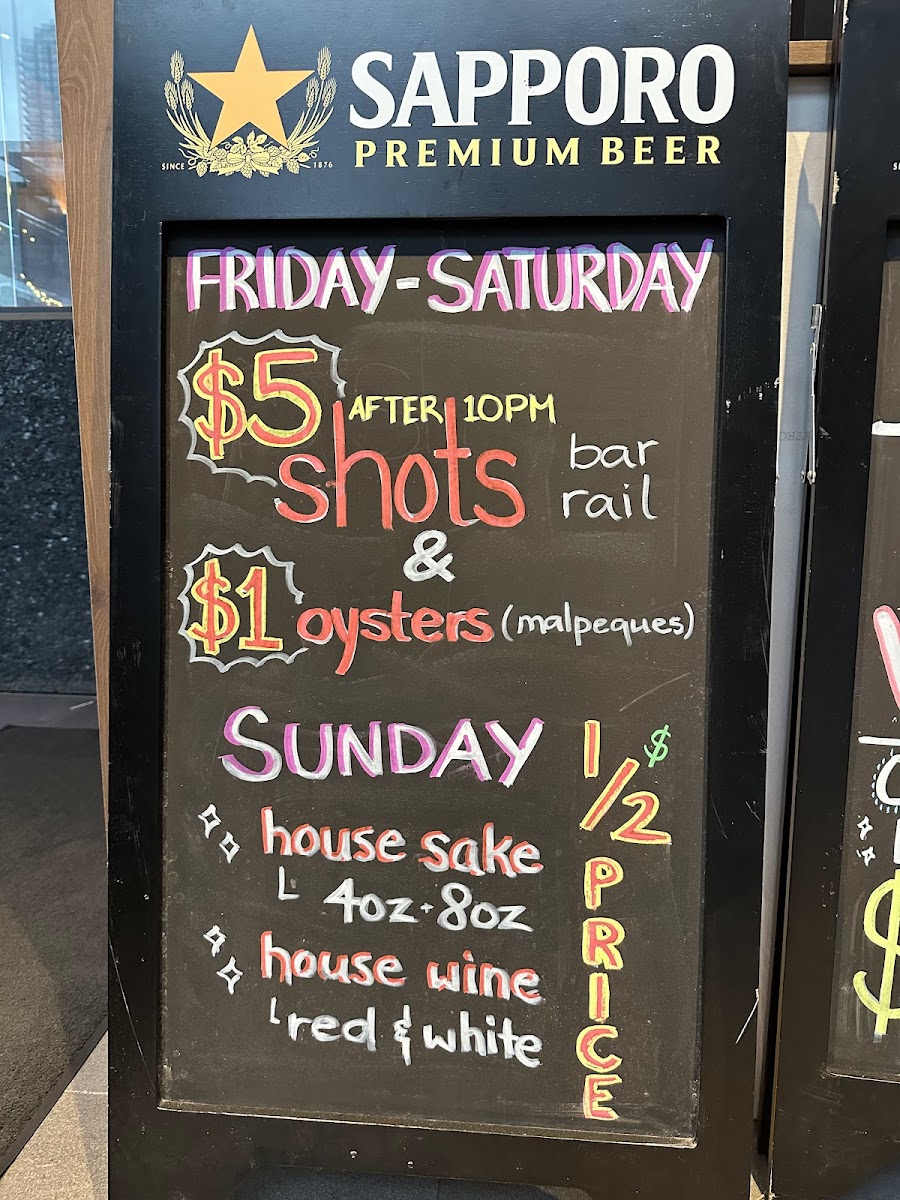 SAPPORO
SINCE 1876
PREMIUM BEER
FRIDAY-SATURDAY
$5 AFTER 10PM
shots bar rail
&
$1 oysters (malpeques)
SUNDAY
1/2 $ PRICE
house sake
4oz · 8oz
house wine
red & white